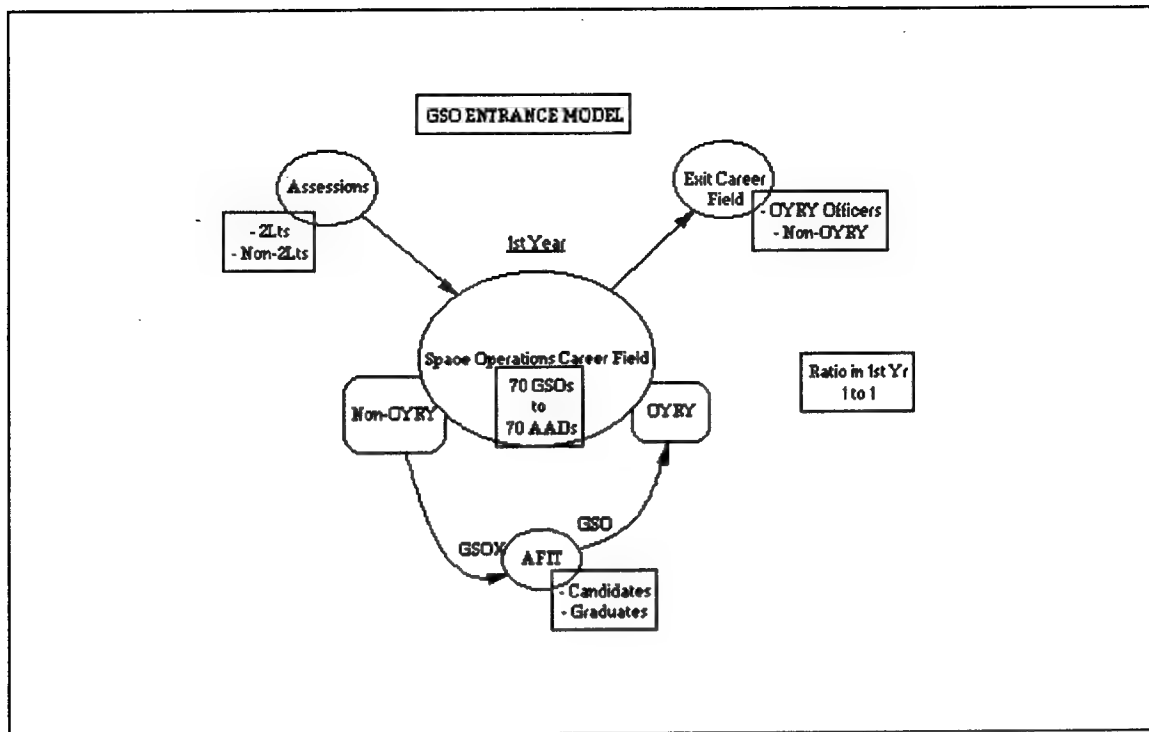 GSO ENTRANCE MODEL
Assessions
- 2Lts
- Non-2Lts
Exit Career
Field
- OYRY Officers
- Non-OYRY
1st Year
Space Operations Career Field
70 GSOs
to
70 AADs
Non-OYRY
OYRY
Ratio in 1st Yr
1 to 1
GSOX
AFIT
GSO
- Candidates
- Graduates